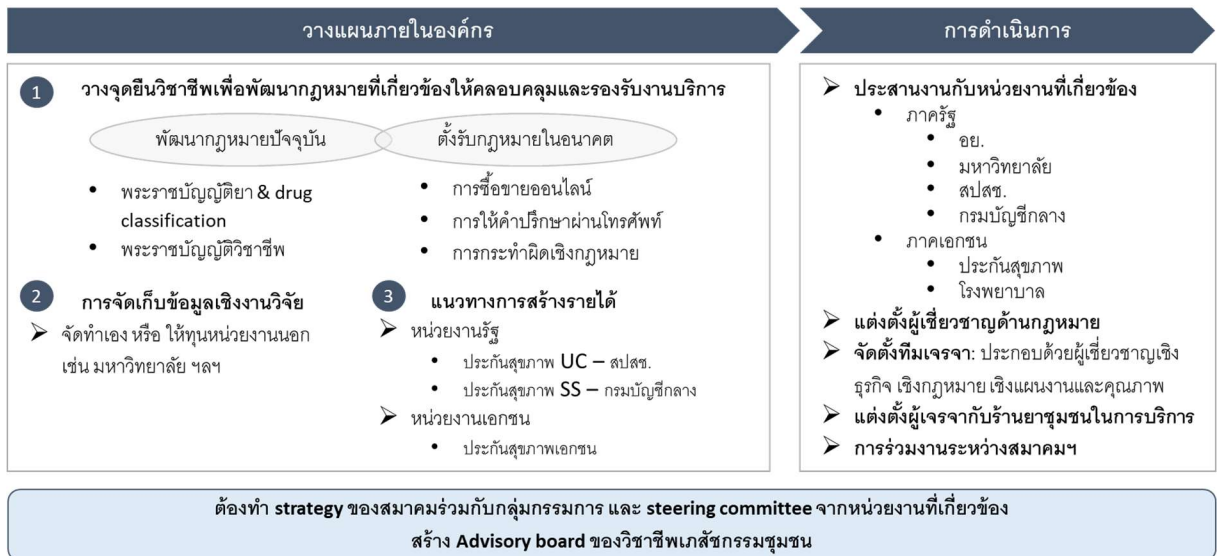 วางแผนภายในองค์กร
การดำเนินการ
1 วางจุดยืนวิชาชีพเพื่อพัฒนากฎหมายที่เกี่ยวข้องให้คลอบคลุมและรองรับงานบริการ
พัฒนากฎหมายปัจจุบัน
ตั้งรับกฎหมายในอนาคต
• พระราชบัญญัติยา & drug
classification
• พระราชบัญญัติวิชาชีพ
• การซื้อขายออนไลน์
• การให้คำปรึกษาผ่านโทรศัพท์
• การกระทำผิดเชิงกฎหมาย
2 การจัดเก็บข้อมูลเชิงงานวิจัย
➤ จัดทำเอง หรือ ให้ทุนหน่วยงานนอก
เช่น มหาวิทยาลัย ฯลฯ
3 แนวทางการสร้างรายได้
➤ หน่วยงานรัฐ
• ประกันสุขภาพ UC – สปสช.
• ประกันสุขภาพ SS – กรมบัญชีกลาง
➤ หน่วยงานเอกชน
• ประกันสุขภาพเอกชน
➤ ประสานงานกับหน่วยงานที่เกี่ยวข้อง
• ภาครัฐ
• อย.
• มหาวิทยาลัย
• สปสช.
• กรมบัญชีกลาง
• ภาคเอกชน
• ประกันสุขภาพ
• โรงพยาบาล
➤ แต่งตั้งผู้เชี่ยวชาญด้านกฎหมาย
➤ จัดตั้งทีมเจรจา: ประกอบด้วยผู้เชี่ยวชาญเชิง
ธุรกิจ เชิงกฎหมาย เชิงแผนงานและคุณภาพ
➤ แต่งตั้งผู้เจรจากับร้านยาชุมชนในการบริการ
➤ การร่วมงานระหว่างสมาคมฯ
ต้องทำ strategy ของสมาคมร่วมกับกลุ่มกรรมการ และ steering committee จากหน่วยงานที่เกี่ยวข้อง
สร้าง Advisory board ของวิชาชีพเภสัชกรรมชุมชน